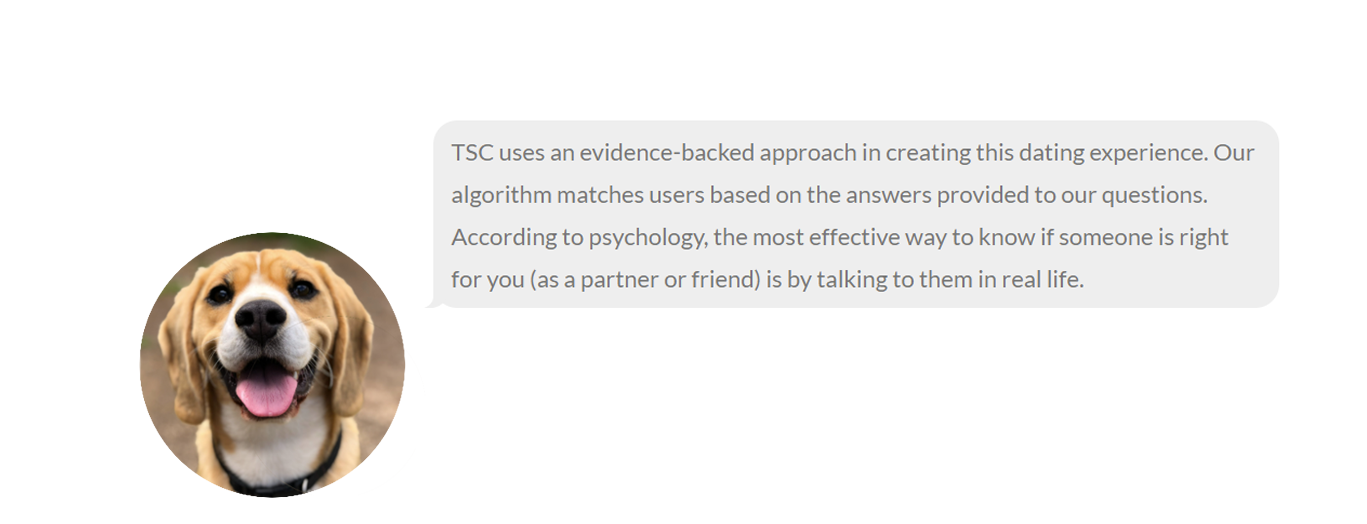 TSC uses an evidence-backed approach in creating this dating experience. Our
algorithm matches users based on the answers provided to our questions.
According to psychology, the most effective way to know if someone is right
for you (as a partner or friend) is by talking to them in real life.